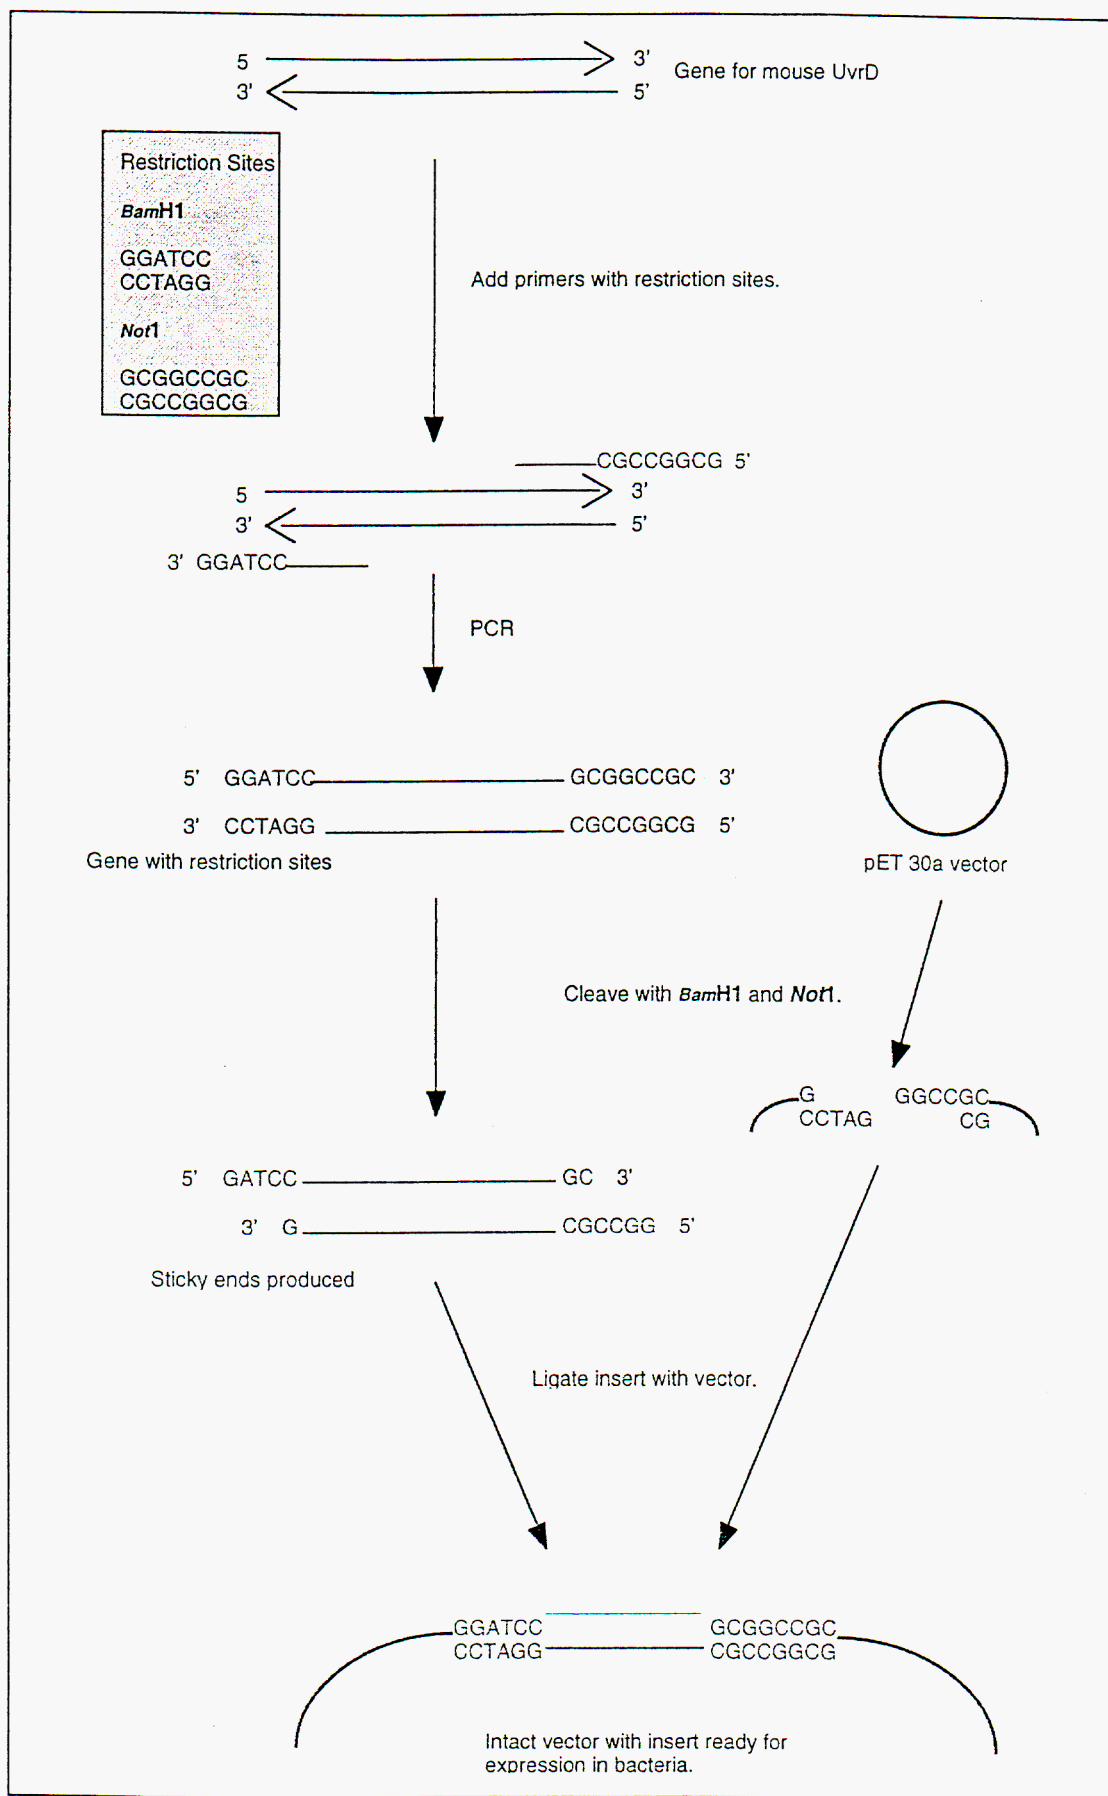 5 3'
Gene for mouse UvrD
3' 5'
Restriction Sites
BamH1
GGATCC
CCTAGG
Not1
GCGGCCGC
CGCCGGCG
Add primers with restriction sites.
CGCCGGCG 5'
5 3'
3' 5'
3' GGATCC
PCR
5' GGATCC GCGGCCGC 3'
3' CCTAGG CGCCGGCG 5'
Gene with restriction sites
pET 30a vector
Cleave with BamH1 and Not1.
G GGCCGC
CCTAG CG
5' GATCC GC 3'
3' G CGCCGG 5'
Sticky ends produced
Ligate insert with vector.
GGATCC GCGGCCGC
CCTAGG CGCCGGCG
Intact vector with insert ready for
expression in bacteria.